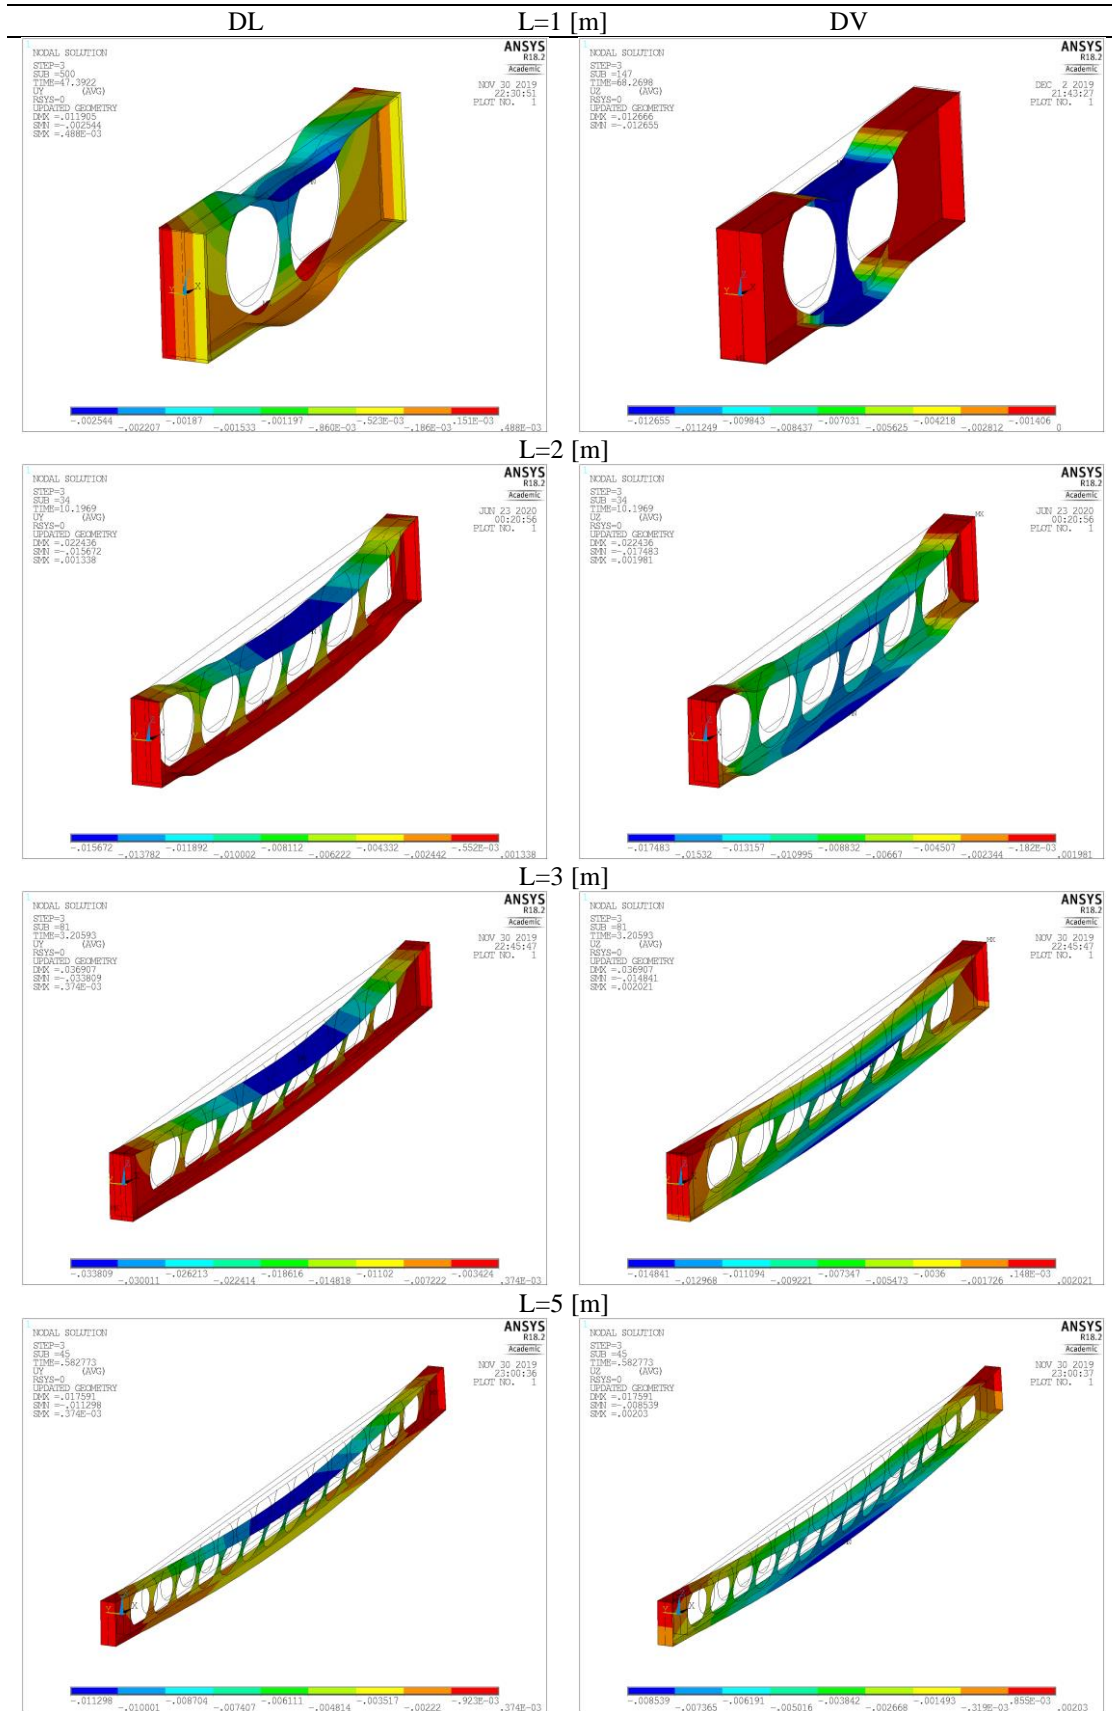 DL L=1 [m] DV
1
NODAL SOLUTION
STEP=3
SUB =500
TIME=47.3922
UY (AVG)
RSYS=0
UPDATED GEOMETRY
DMX =.011905
SMN =-.002544
SMX =.488E-03
ANSYS
R18.2
Academic
NOV 30 2019
22:30:51
PLOT NO. 1
Z
Y X
-.002544 -.00187 -.001197 -.523E-03 .151E-03
-.002207 -.001533 -.860E-03 -.186E-03 .488E-03
1
NODAL SOLUTION
STEP=3
SUB =147
TIME=68.2698
UZ (AVG)
RSYS=0
UPDATED GEOMETRY
DMX =.012666
SMN =-.012655
ANSYS
R18.2
Academic
DEC 2 2019
21:43:27
PLOT NO. 1
Y X
-.012655 -.009843 -.007031 -.004218 -.001406
-.011249 -.008437 -.005625 -.002812 0
L=2 [m]
1
NODAL SOLUTION
STEP=3
SUB =34
TIME=10.1969
UY (AVG)
RSYS=0
UPDATED GEOMETRY
DMX =.022436
SMN =-.015672
SMX =.001338
ANSYS
R18.2
Academic
JUN 23 2020
00:20:56
PLOT NO. 1
Y X
-.015672 -.011892 -.008112 -.004332 -.552E-03
-.013782 -.010002 -.006222 -.002442 .001338
1
NODAL SOLUTION
STEP=3
SUB =34
TIME=10.1969
UZ (AVG)
RSYS=0
UPDATED GEOMETRY
DMX =.022436
SMN =-.017483
SMX =.001981
ANSYS
R18.2
Academic
JUN 23 2020
00:20:56
PLOT NO. 1
MX
Y X
-.017483 -.013157 -.008832 -.004507 -.182E-03
-.01532 -.010995 -.00667 -.002344 .001981
L=3 [m]
1
NODAL SOLUTION
STEP=3
SUB =81
TIME=3.20593
UY (AVG)
RSYS=0
UPDATED GEOMETRY
DMX =.036907
SMN =-.033809
SMX =.374E-03
ANSYS
R18.2
Academic
NOV 30 2019
22:45:47
PLOT NO. 1
-.033809 -.026213 -.018616 -.01102 -.003424
-.030011 -.022414 -.014818 -.007222 .374E-03
1
NODAL SOLUTION
STEP=3
SUB =81
TIME=3.20593
UZ (AVG)
RSYS=0
UPDATED GEOMETRY
DMX =.036907
SMN =-.014841
SMX =.002021
ANSYS
R18.2
Academic
NOV 30 2019
22:45:47
PLOT NO. 1
MX
-.014841 -.011094 -.007347 -.0036 .148E-03
-.012968 -.009221 -.005473 -.001726 .002021
L=5 [m]
1
NODAL SOLUTION
STEP=3
SUB =45
TIME=.582773
UY (AVG)
RSYS=0
UPDATED GEOMETRY
DMX =.017591
SMN =-.011298
SMX =.374E-03
ANSYS
R18.2
Academic
NOV 30 2019
23:00:36
PLOT NO. 1
Y X
-.011298 -.008704 -.006111 -.003517 -.923E-03
-.010001 -.007407 -.004814 -.00222 .374E-03
1
NODAL SOLUTION
STEP=3
SUB =45
TIME=.582773
UZ (AVG)
RSYS=0
UPDATED GEOMETRY
DMX =.017591
SMN =-.008539
SMX =.00203
ANSYS
R18.2
Academic
NOV 30 2019
23:00:37
PLOT NO. 1
Y X
-.008539 -.006191 -.003842 -.001493 .855E-03
-.007365 -.005016 -.002668 -.319E-03 .00203